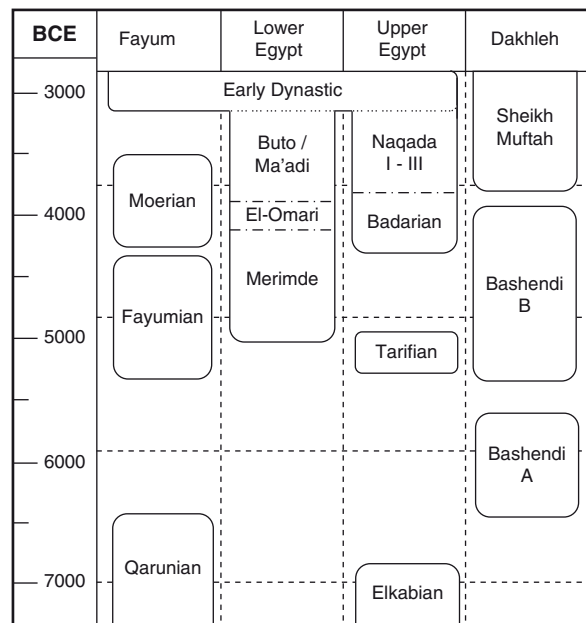 BCE
Fayum
Lower
Egypt
Upper
Egypt
Dakhleh
3000
4000
5000
6000
7000
Early Dynastic
Moerian
Fayumian
Qarunian
Buto /
Ma'adi
El-Omari
Merimde
Naqada
I - III
Badarian
Tarifian
Elkabian
Sheikh
Muftah
Bashendi
B
Bashendi
A